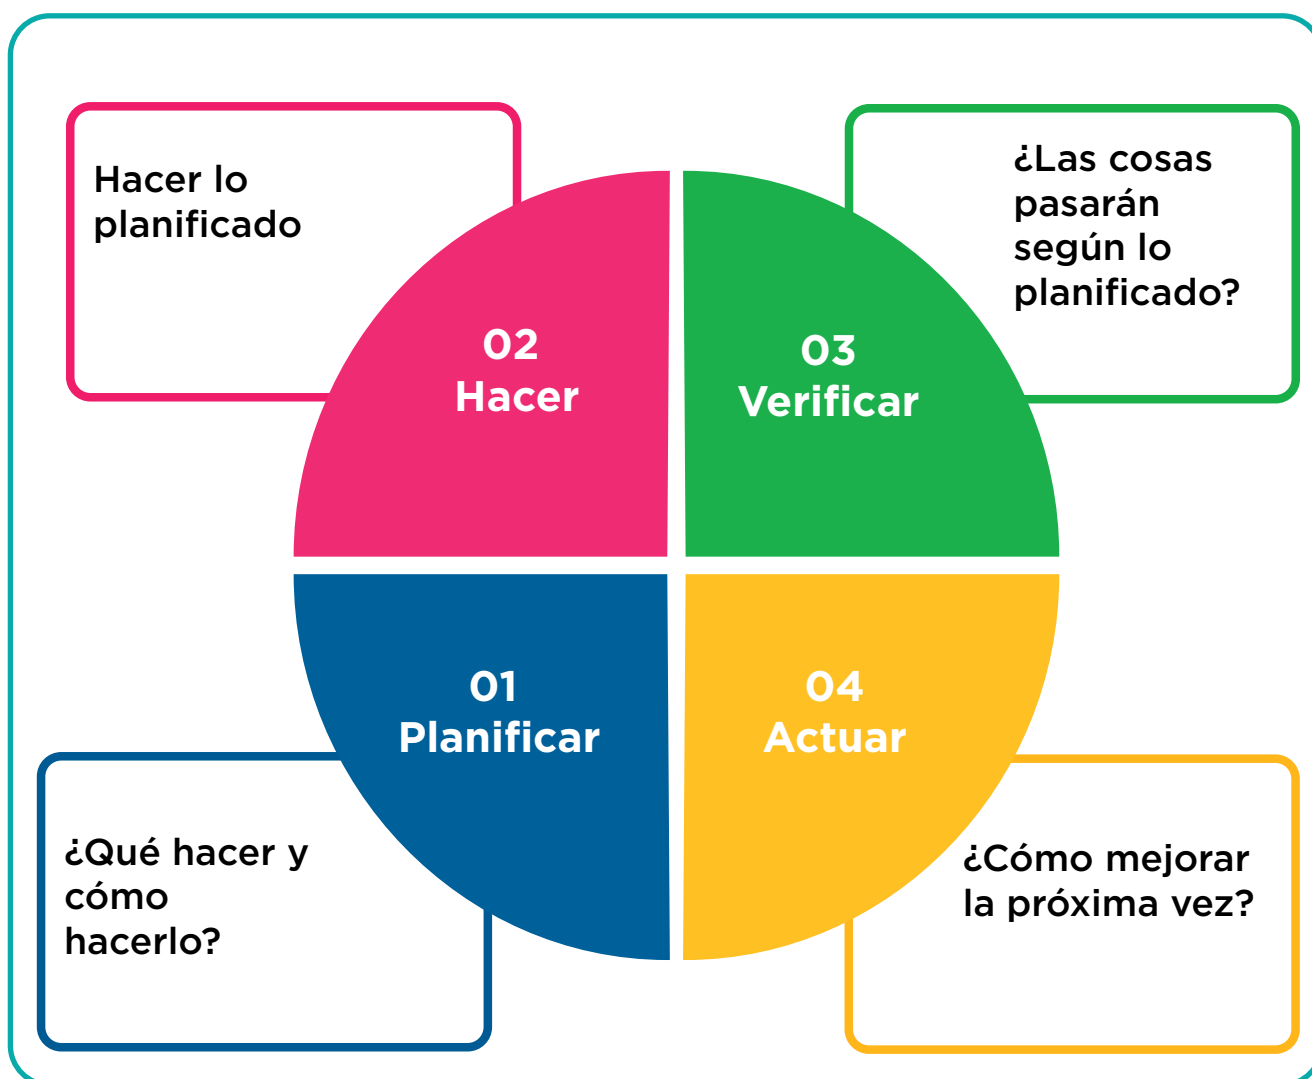 Hacer lo
planificado
¿Las cosas
pasarán
según lo
planificado?
02
Hacer
03
Verificar
01
Planificar
04
Actuar
¿Qué hacer y
cómo
hacerlo?
¿Cómo mejorar
la próxima vez?